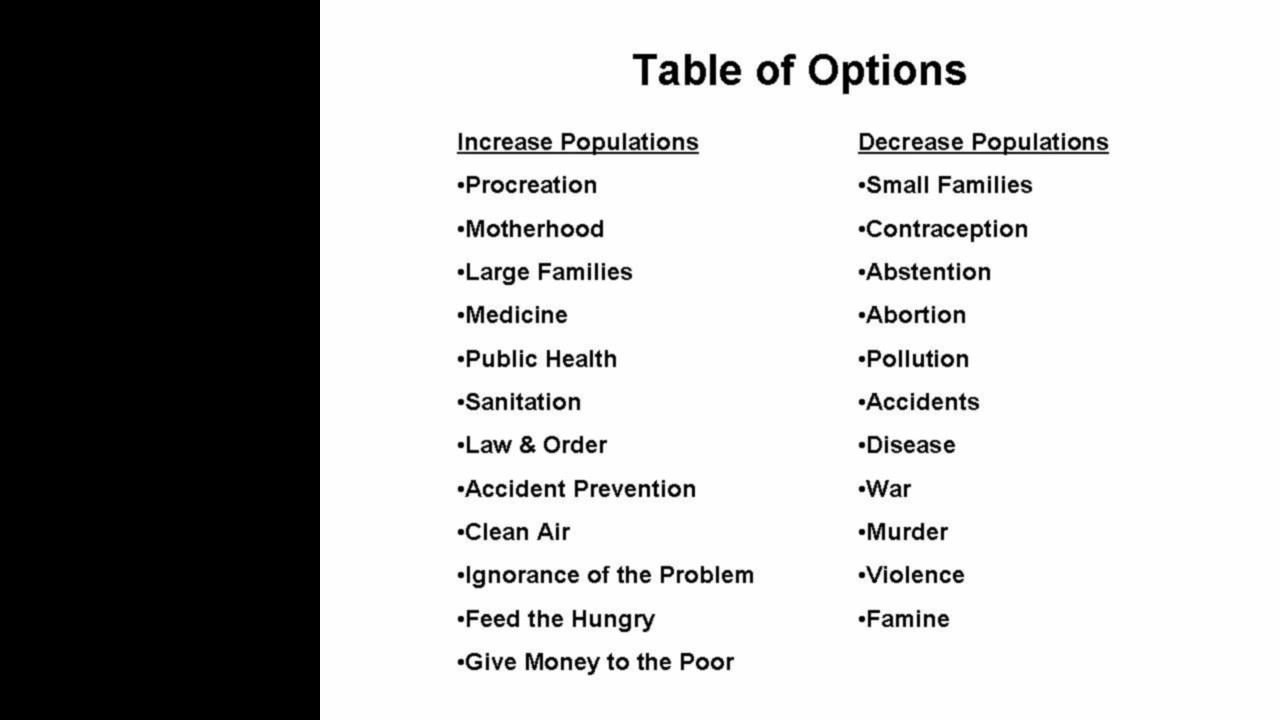 Table of Options
Increase Populations
•Procreation
•Motherhood
•Large Families
•Medicine
•Public Health
•Sanitation
•Law & Order
•Accident Prevention
•Clean Air
•Ignorance of the Problem
•Feed the Hungry
•Give Money to the Poor
Decrease Populations
•Small Families
•Contraception
•Abstention
•Abortion
•Pollution
•Accidents
•Disease
•War
•Murder
•Violence
•Famine